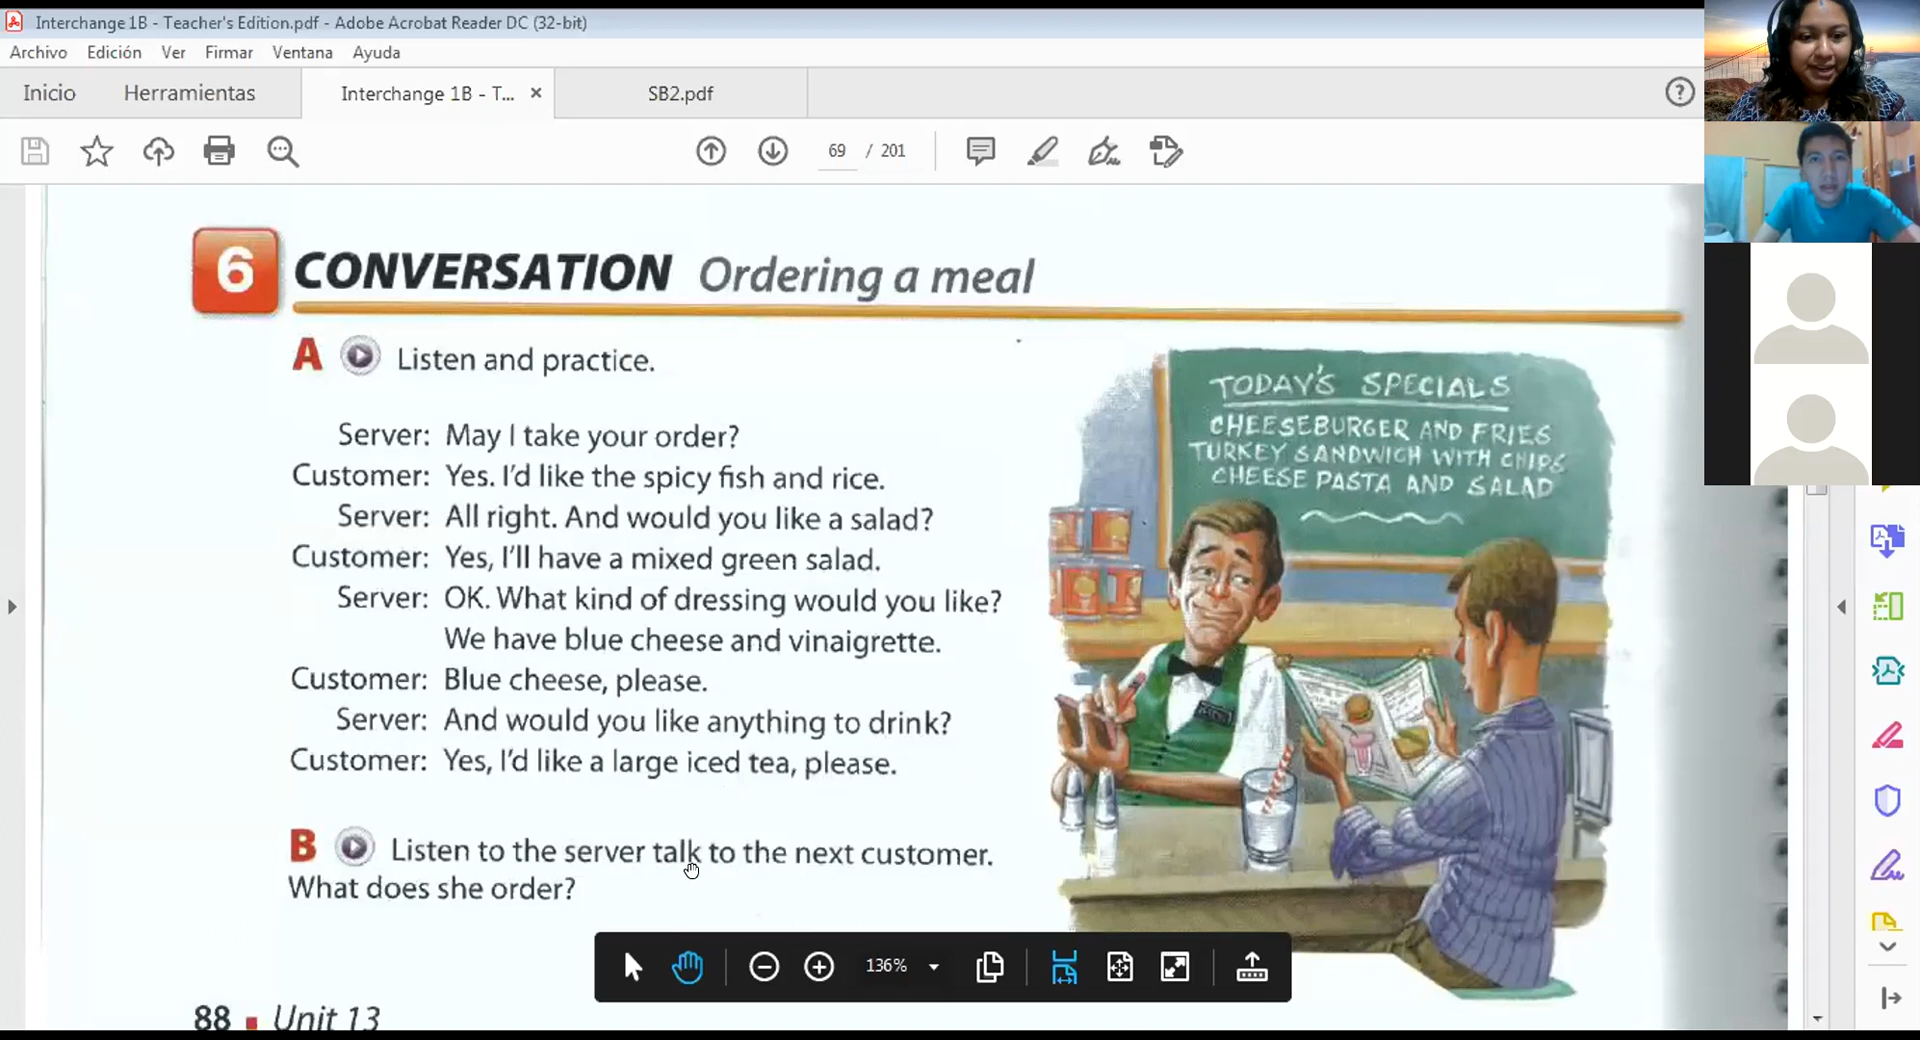 Interchange 1B - Teacher's Edition.pdf - Adobe Acrobat Reader DC (32-bit)
Archivo Edición Ver Firmar Ventana Ayuda
Inicio Herramientas Interchange 1B - T... × SB2.pdf
69 / 201
6 CONVERSATION Ordering a meal
A Listen and practice.
Server: May I take your order?
Customer: Yes. I'd like the spicy fish and rice.
Server: All right. And would you like a salad?
Customer: Yes, I'll have a mixed green salad.
Server: OK. What kind of dressing would you like?
We have blue cheese and vinaigrette.
Customer: Blue cheese, please.
Server: And would you like anything to drink?
Customer: Yes, I'd like a large iced tea, please.
TODAY'S SPECIALS
CHEESEBURGER AND FRIES
TURKEY SANDWICH WITH CHIPS
CHEESE PASTA AND SALAD
B Listen to the server talk to the next customer.
What does she order?
136%
88 ▪ Unit 13